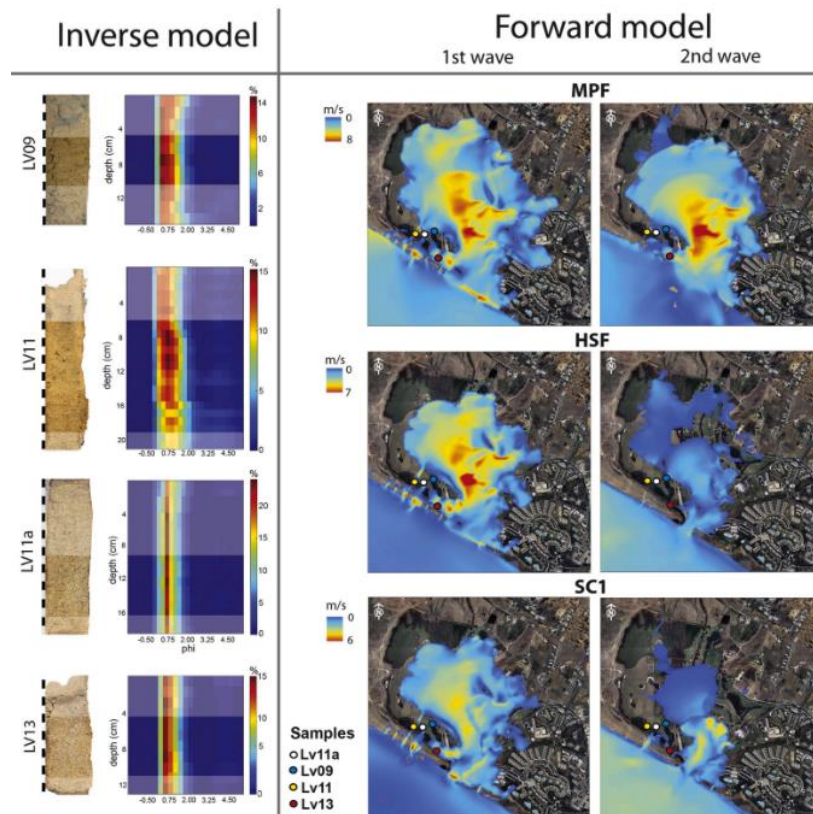 Inverse model
Forward model
1st wave
2nd wave
LV09
depth (cm)
4
8
12
-0.50 0.75 2.25 3.25 4.50
%
14
10
6
2
LV11
depth (cm)
4
8
12
16
20
-0.50 0.75 2.00 3.25 4.50
%
15
10
5
0
LV11a
depth (cm)
4
8
12
16
-0.50 0.75 2.00 3.25 4.50
phi
%
20
15
10
5
0
LV13
depth (cm)
4
8
12
-0.50 0.75 2.00 3.25 4.50
%
15
10
5
0
MPF
m/s
0
8
HSF
m/s
0
7
SC1
m/s
0
6
Samples
Lv11a
Lv09
Lv11
Lv13